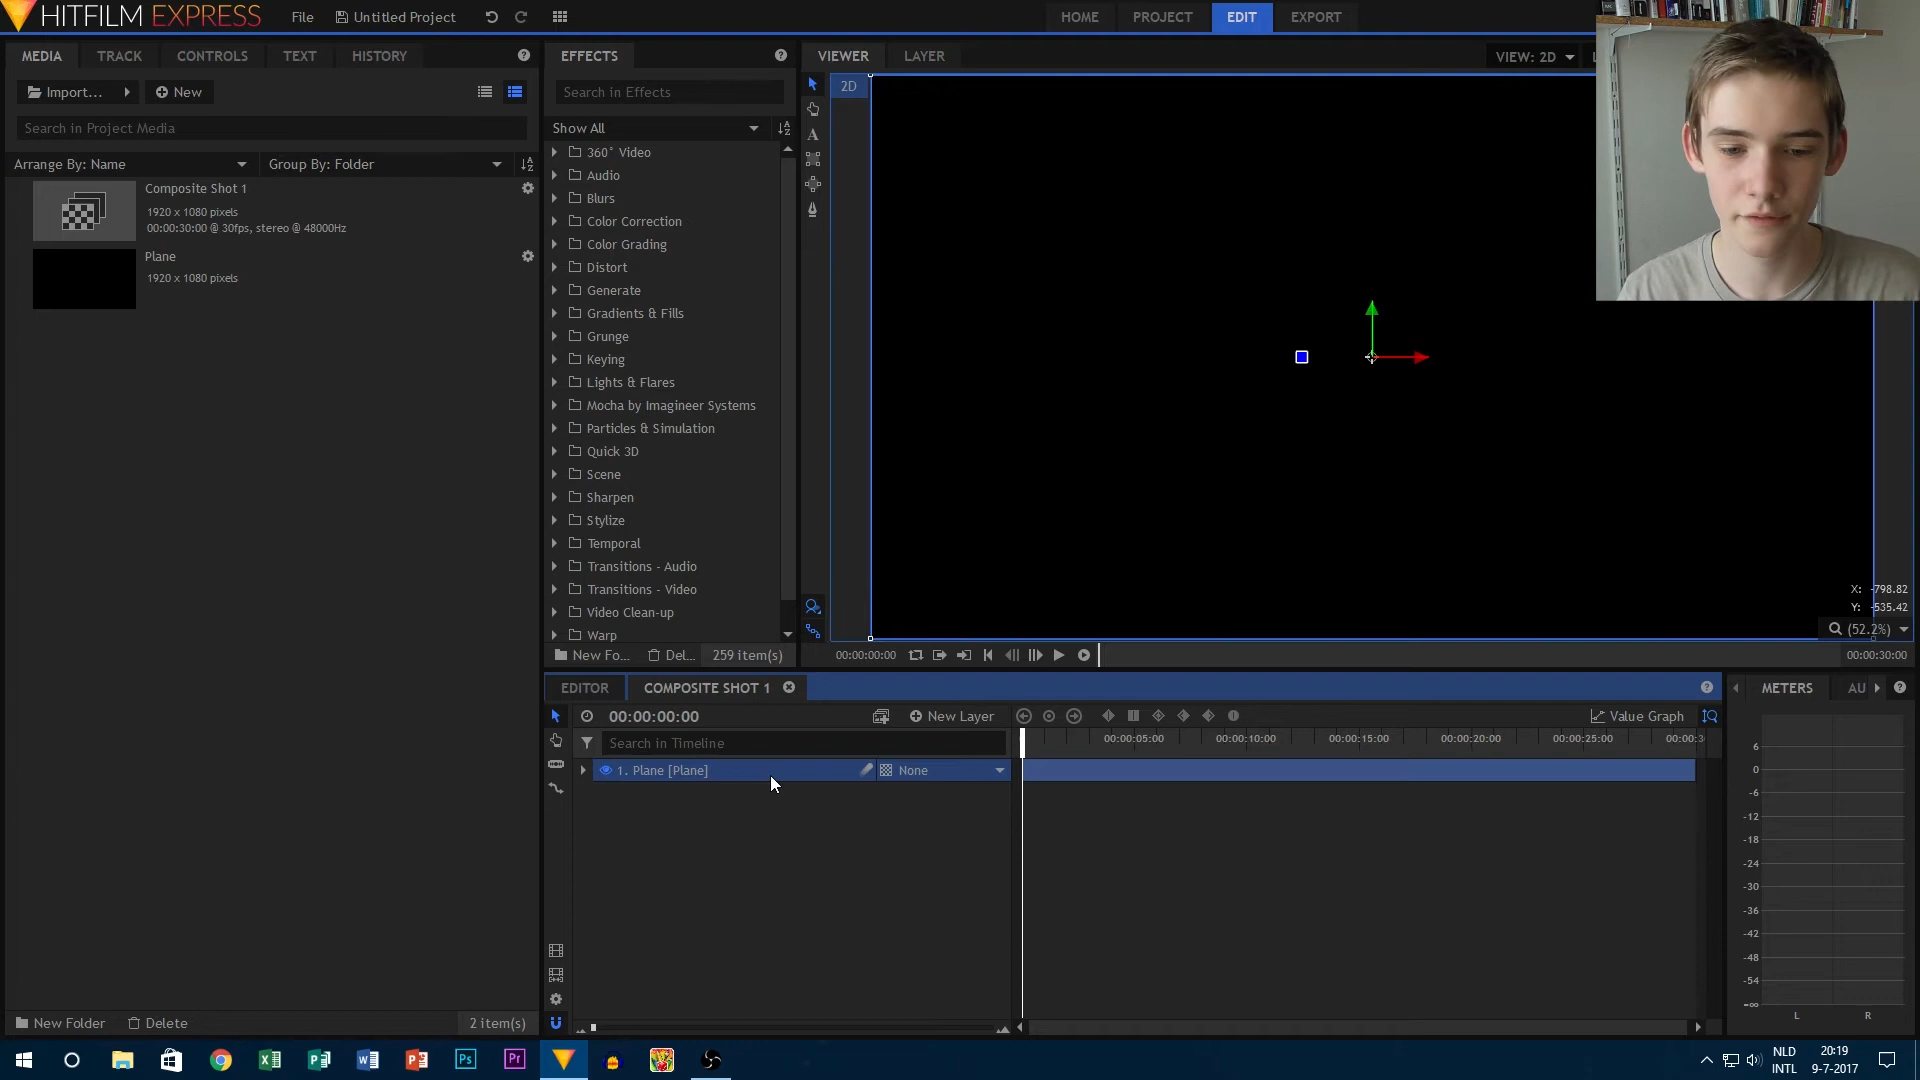 HITFILM EXPRESS
File
Untitled Project
HOME
PROJECT
EDIT
EXPORT
MEDIA
TRACK
CONTROLS
TEXT
HISTORY
Import...
New
Search in Project Media
Arrange By: Name
Group By: Folder
Composite Shot 1
1920 x 1080 pixels
00:00:30:00 @ 30fps, stereo @ 48000Hz
Plane
1920 x 1080 pixels
New Folder
Delete
2 item(s)
EFFECTS
Search in Effects
Show All
360° Video
Audio
Blurs
Color Correction
Color Grading
Distort
Generate
Gradients & Fills
Grunge
Keying
Lights & Flares
Mocha by Imagineer Systems
Particles & Simulation
Quick 3D
Scene
Sharpen
Stylize
Temporal
Transitions - Audio
Transitions - Video
Video Clean-up
Warp
New Fo...
Del...
259 item(s)
VIEWER
LAYER
VIEW: 2D
2D
X: -798.82
Y: -535.42
(52.2%)
00:00:00:00
00:00:30:00
EDITOR
COMPOSITE SHOT 1
00:00:00:00
New Layer
Value Graph
Search in Timeline
00:00:05:00
00:00:10:00
00:00:15:00
00:00:20:00
00:00:25:00
00:00:3
1. Plane [Plane]
None
METERS
AU
6
0
-6
-12
-18
-24
-30
-36
-42
-48
-54
-∞
L
R
NLD
INTL
20:19
9-7-2017